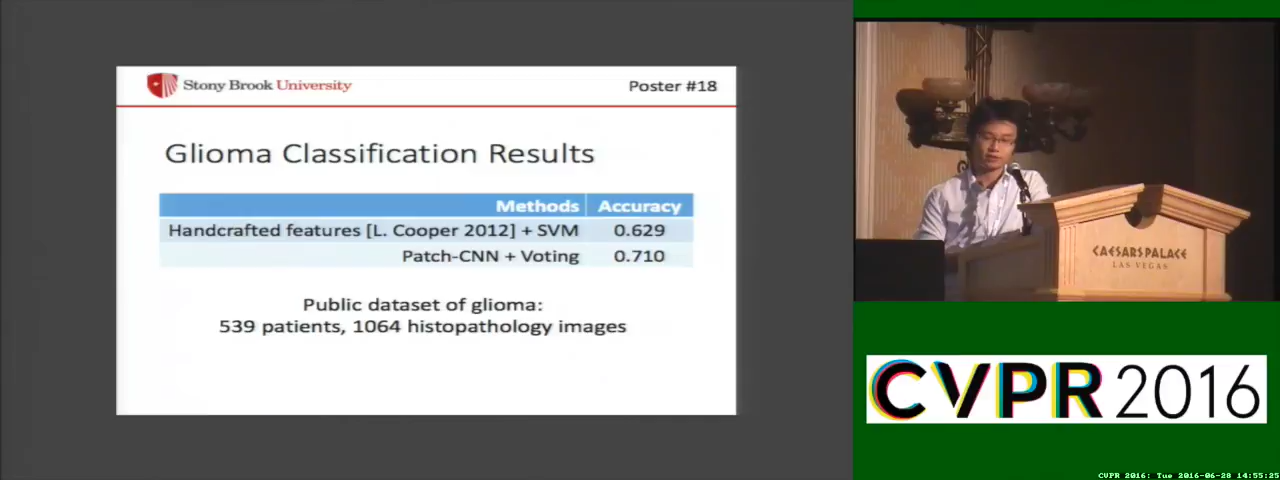 Stony Brook University
Poster #18
Glioma Classification Results
Methods Accuracy
Handcrafted features [L. Cooper 2012] + SVM 0.629
Patch-CNN + Voting 0.710
Public dataset of glioma:
539 patients, 1064 histopathology images
CAESARS PALACE
LAS VEGAS
CVPR 2016
CVPR 2016: Tue 2016-06-28 14:55:25